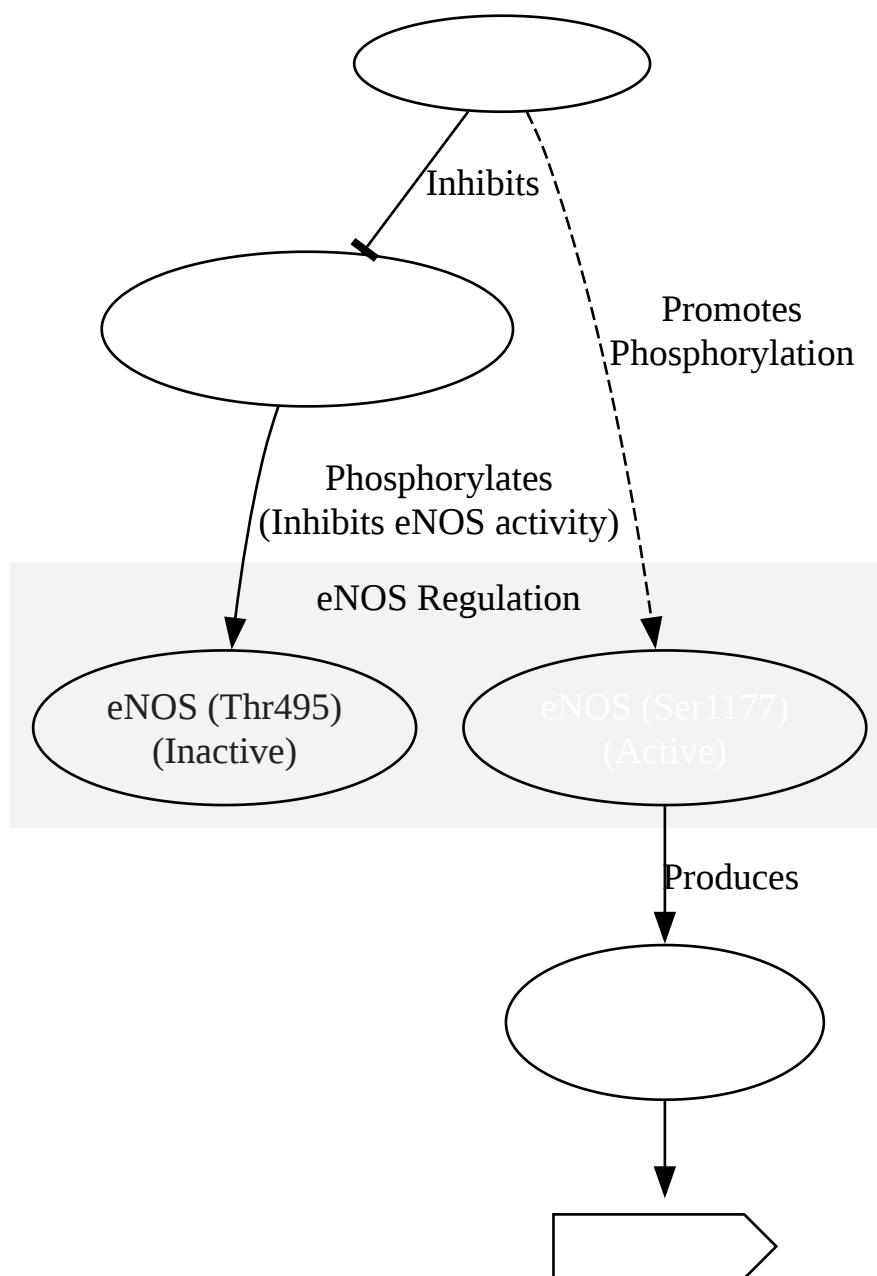 Inhibits
Promotes
Phosphorylation
Phosphorylates
(Inhibits eNOS activity)
eNOS Regulation
eNOS (Thr495)
(Inactive)
eNOS (Ser1177)
(Active)
Produces